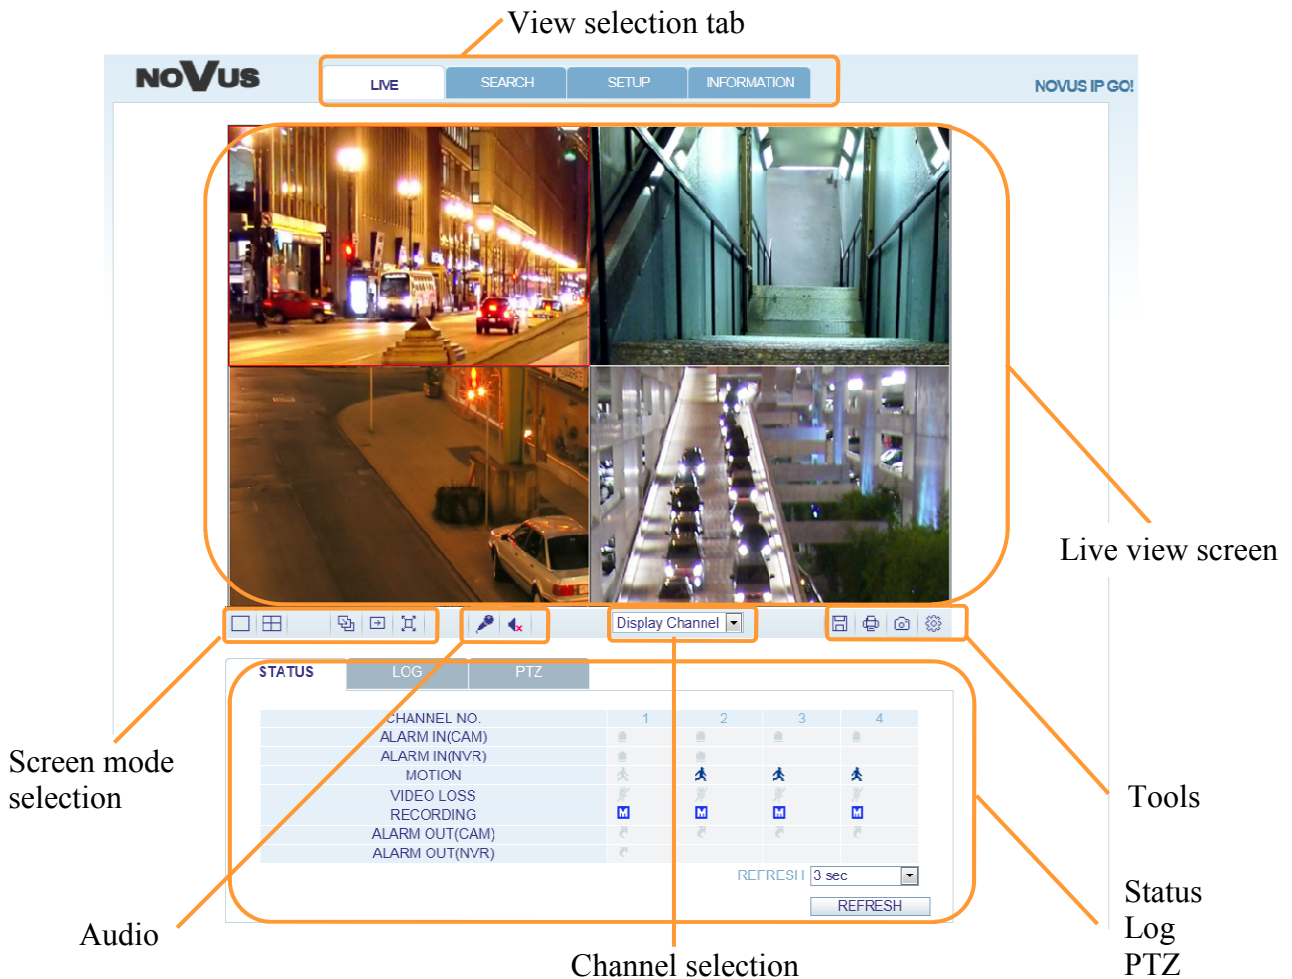 View selection tab
NOVUS
LIVE
SEARCH
SETUP
INFORMATION
NOVUS IP GO!
Live view screen
Display Channel
STATUS
LOG
PTZ
CHANNEL NO. 1 2 3 4
ALARM IN(CAM)
ALARM IN(NVR)
MOTION
VIDEO LOSS
RECORDING M M M M
ALARM OUT(CAM)
ALARM OUT(NVR)
REFRESH 3 sec
REFRESH
Screen mode
selection
Tools
Audio
Channel selection
Status
Log
PTZ